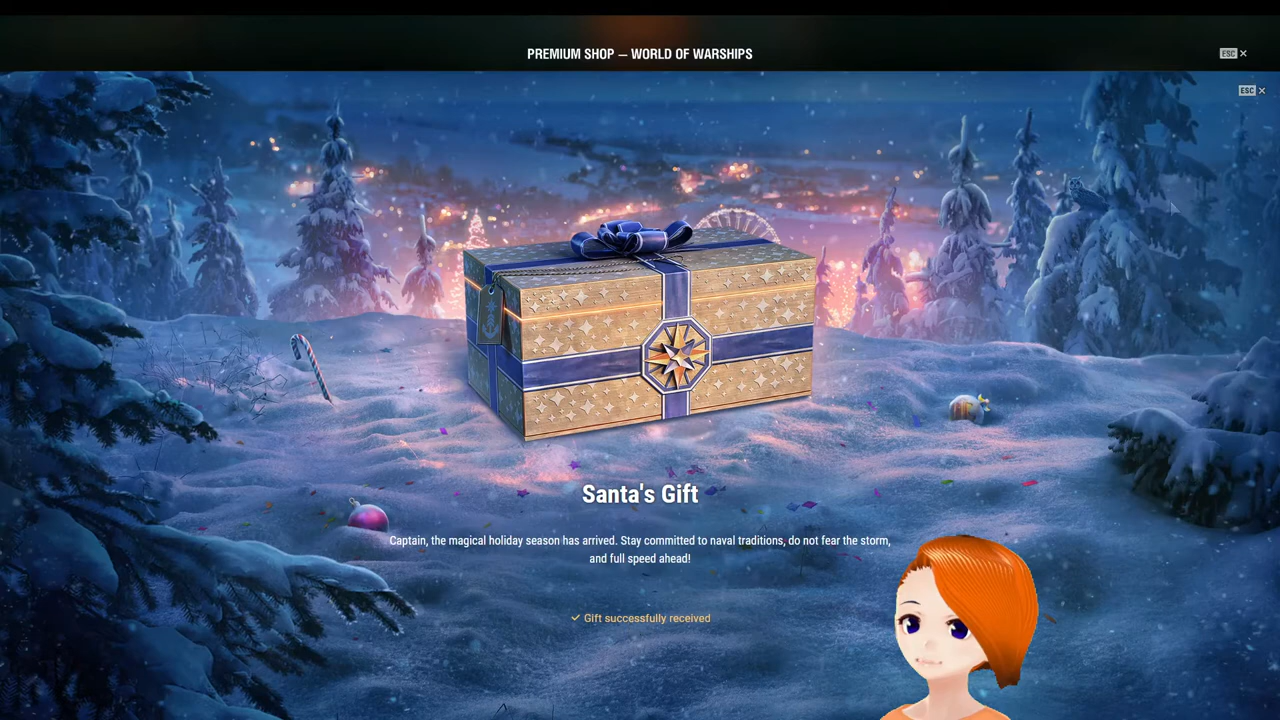 PREMIUM SHOP — WORLD OF WARSHIPS
ESC ×
ESC ×
Santa's Gift
Captain, the magical holiday season has arrived. Stay committed to naval traditions, do not fear the storm,
and full speed ahead!
Gift successfully received